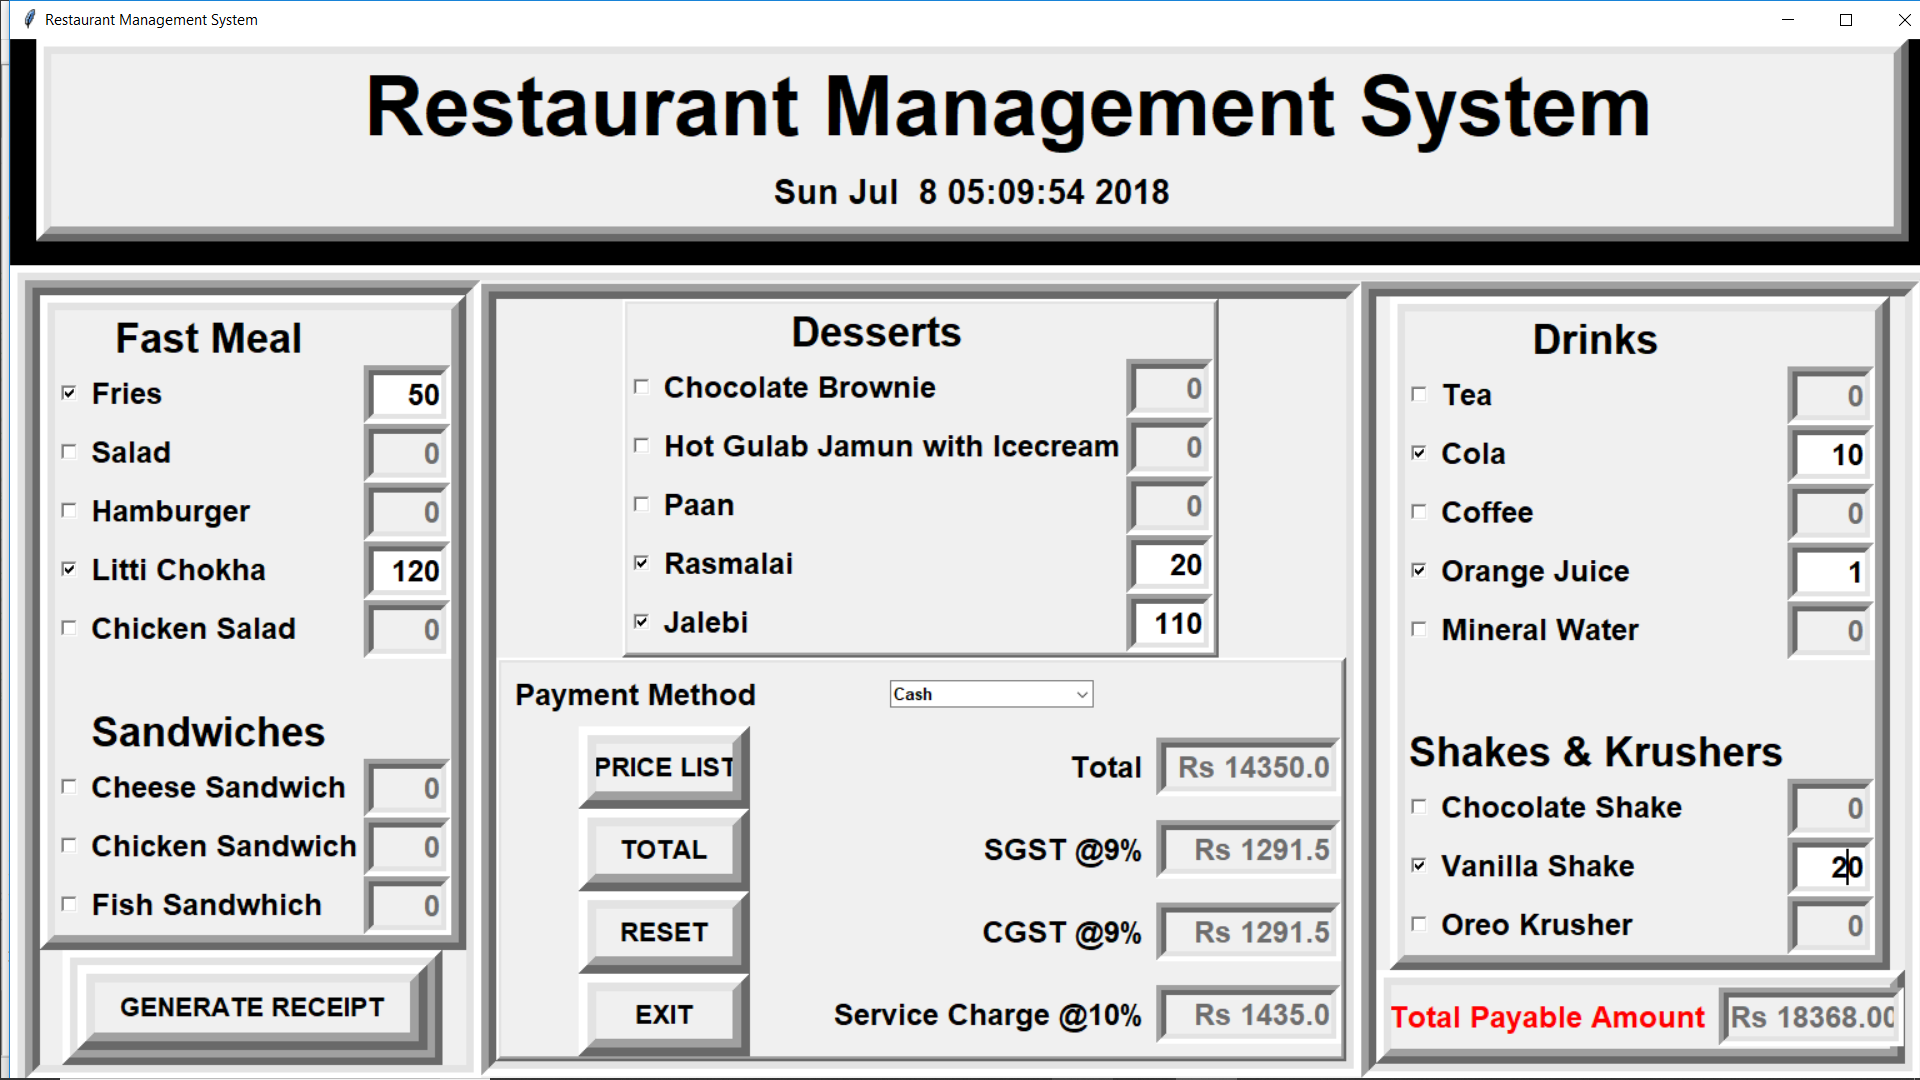 Restaurant Management System
Restaurant Management System
Sun Jul  8 05:09:54 2018
Fast Meal
Fries 50
Salad 0
Hamburger 0
Litti Chokha 120
Chicken Salad 0
Sandwiches
Cheese Sandwich 0
Chicken Sandwich 0
Fish Sandwhich 0
GENERATE RECEIPT
Desserts
Chocolate Brownie 0
Hot Gulab Jamun with Icecream 0
Paan 0
Rasmalai 20
Jalebi 110
Payment Method Cash
PRICE LIST
TOTAL
RESET
EXIT
Total Rs 14350.0
SGST @9% Rs 1291.5
CGST @9% Rs 1291.5
Service Charge @10% Rs 1435.0
Drinks
Tea 0
Cola 10
Coffee 0
Orange Juice 1
Mineral Water 0
Shakes & Krushers
Chocolate Shake 0
Vanilla Shake 20
Oreo Krusher 0
Total Payable Amount Rs 18368.00